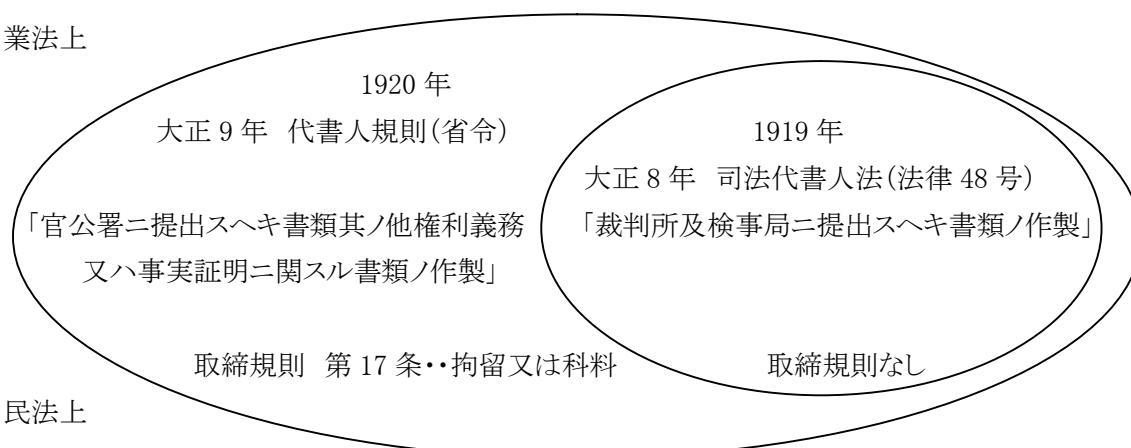 業法上
1920 年
大正 9 年 代書人規則(省令)
1919 年
大正 8 年 司法代書人法(法律 48 号)
「官公署ニ提出スヘキ書類其ノ他権利義務
又ハ事実証明ニ関スル書類ノ作製」
「裁判所及検事局ニ提出スヘキ書類ノ作製」
取締規則 第 17 条・・拘留又は科料
取締規則なし
民法上